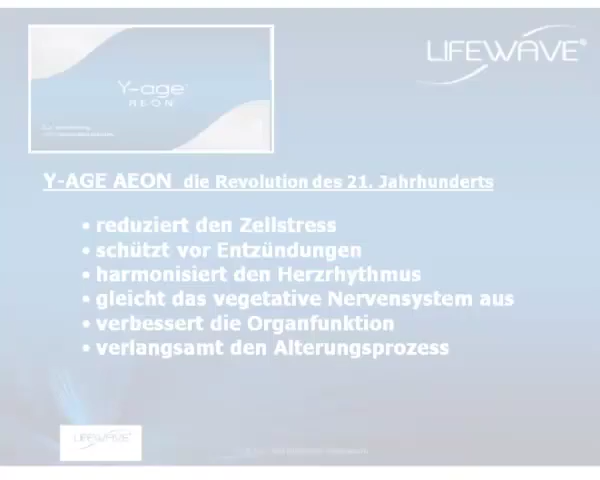 LIFEWAVE®
Y-age®
AEON
Y-AGE AEON die Revolution des 21. Jahrhunderts
• reduziert den Zellstress
• schützt vor Entzündungen
• harmonisiert den Herzrhythmus
• gleicht das vegetative Nervensystem aus
• verbessert die Organfunktion
• verlangsamt den Alterungsprozess
LIFEWAVE